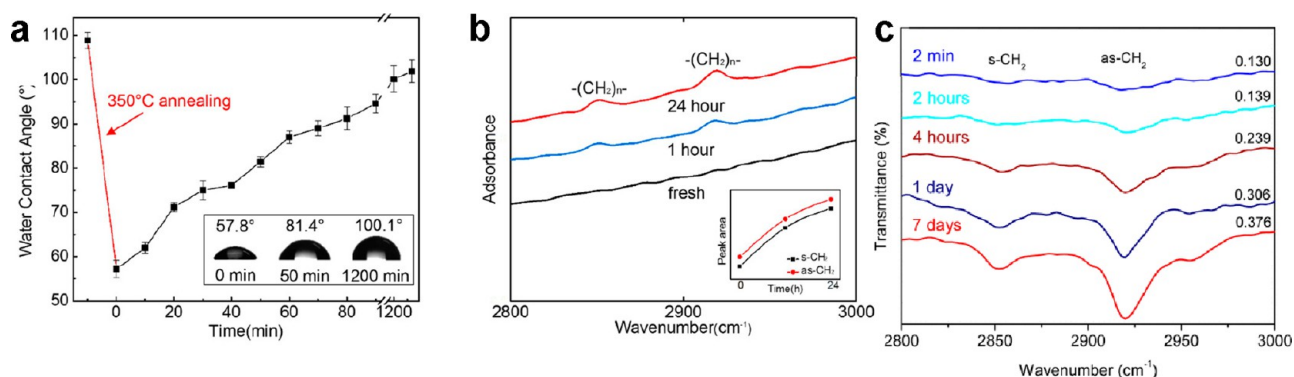 a
Water Contact Angle (°)
110
100
90
80
70
60
50
350°C annealing
57.8°
81.4°
100.1°
0 min
50 min
1200 min
0
20
40
60
80
1200
Time(min)
b
Adsorbance
-(CH₂)n-
-(CH₂)n-
24 hour
1 hour
fresh
Peak area
s-CH₂
as-CH₂
0
24
Time(h)
2800
2900
3000
Wavenumber(cm⁻¹)
c
Transmittance (%)
2 min
s-CH₂
as-CH₂
0.130
2 hours
0.139
4 hours
0.239
1 day
0.306
7 days
0.376
2800
2850
2900
2950
3000
Wavenumber (cm⁻¹)